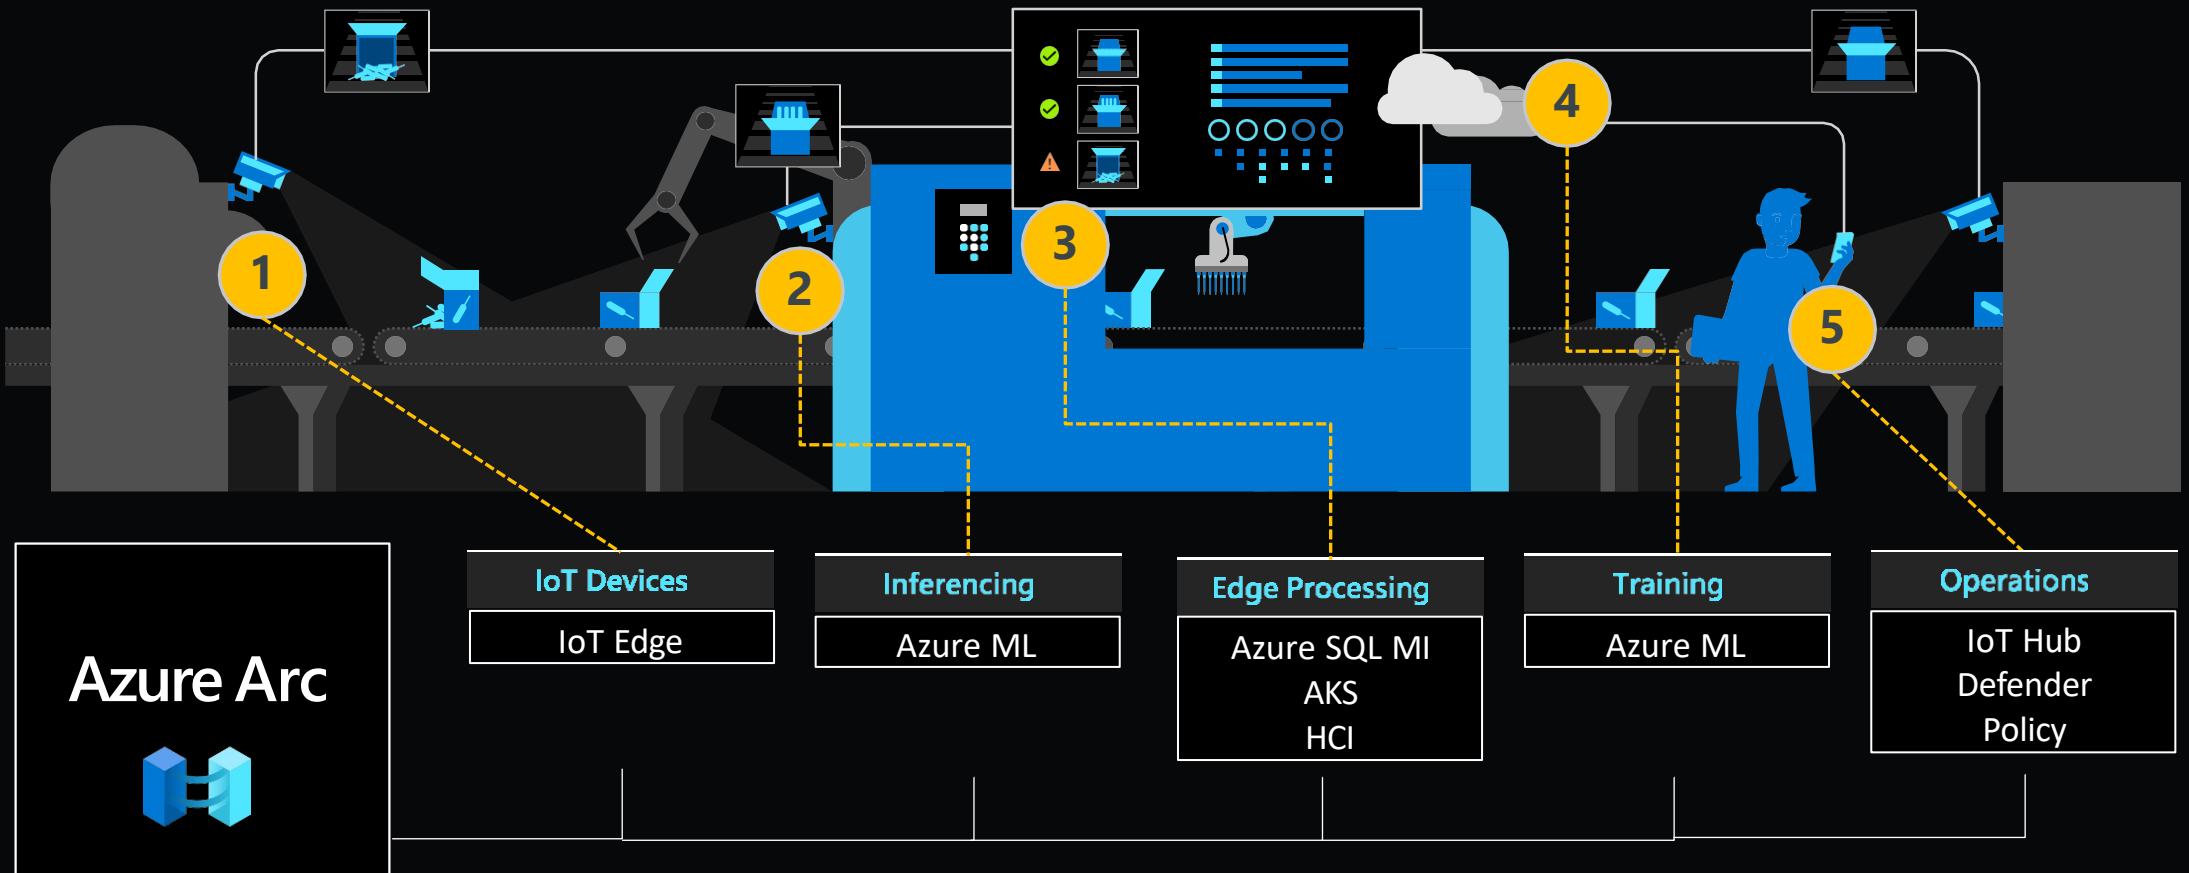 1
2
3
4
5
Azure Arc
IoT Devices
IoT Edge
Inferencing
Azure ML
Edge Processing
Azure SQL MI
AKS
HCI
Training
Azure ML
Operations
IoT Hub
Defender
Policy